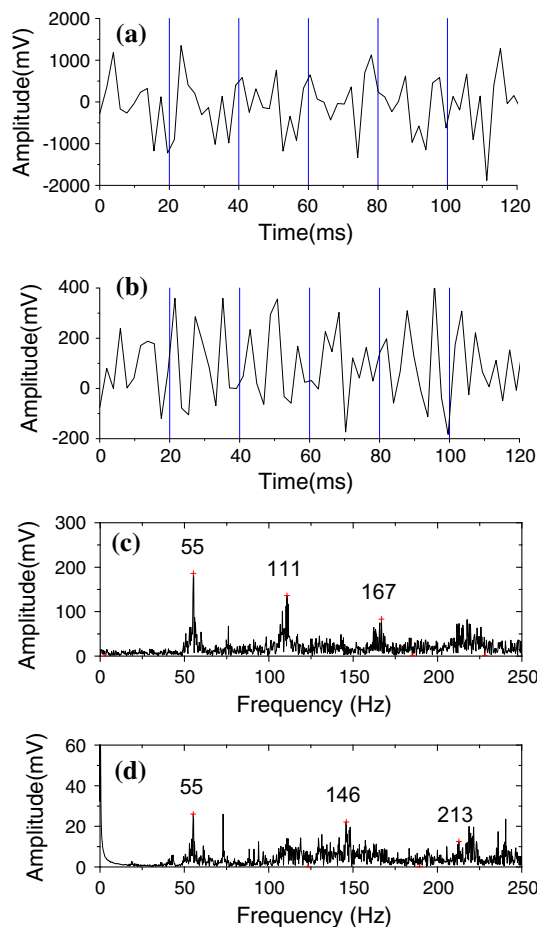 (a)
Amplitude(mV)
2000
1000
0
-1000
-2000
0 20 40 60 80 100 120
Time(ms)
(b)
Amplitude(mV)
400
200
0
-200
0 20 40 60 80 100 120
Time(ms)
(c)
Amplitude(mV)
300
200
100
0
55
111
167
0 50 100 150 200 250
Frequency (Hz)
(d)
Amplitude(mV)
60
40
20
0
55
146
213
0 50 100 150 200 250
Frequency (Hz)